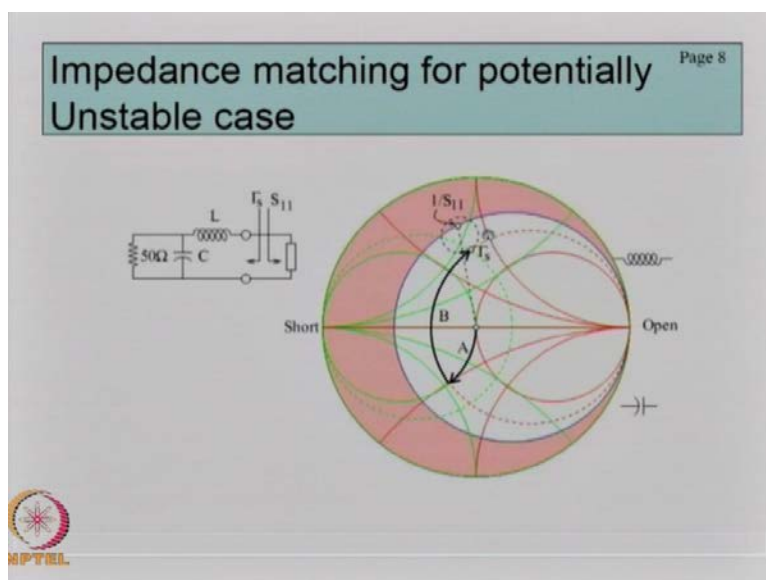 Impedance matching for potentially
Unstable case
Page 8
L
Γs S11
50Ω
C
1/S11
Γs
B
A
Short
Open
NPTEL